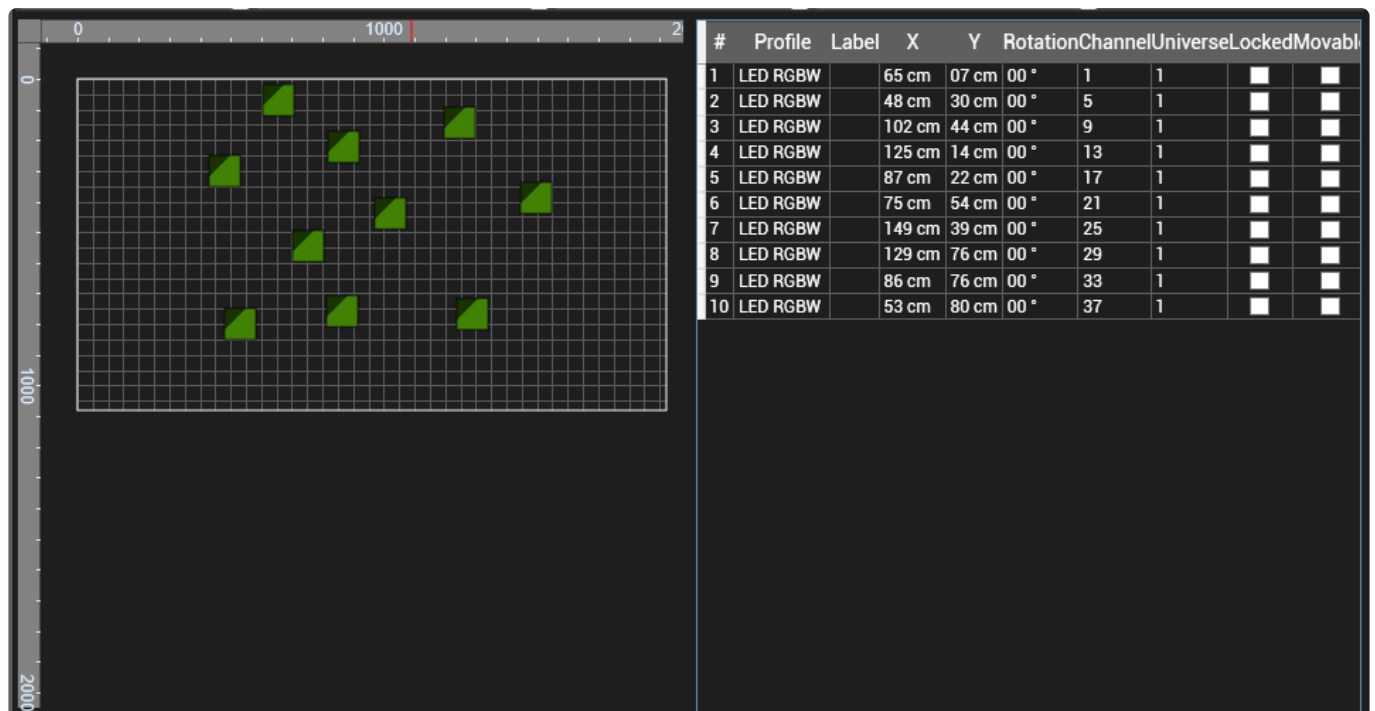 0 1000 2
0
1000
2000
# Profile Label X Y Rotation Channel Universe Locked Movabl
1 LED RGBW 65 cm 07 cm 00 ° 1 1
2 LED RGBW 48 cm 30 cm 00 ° 5 1
3 LED RGBW 102 cm 44 cm 00 ° 9 1
4 LED RGBW 125 cm 14 cm 00 ° 13 1
5 LED RGBW 87 cm 22 cm 00 ° 17 1
6 LED RGBW 75 cm 54 cm 00 ° 21 1
7 LED RGBW 149 cm 39 cm 00 ° 25 1
8 LED RGBW 129 cm 76 cm 00 ° 29 1
9 LED RGBW 86 cm 76 cm 00 ° 33 1
10 LED RGBW 53 cm 80 cm 00 ° 37 1